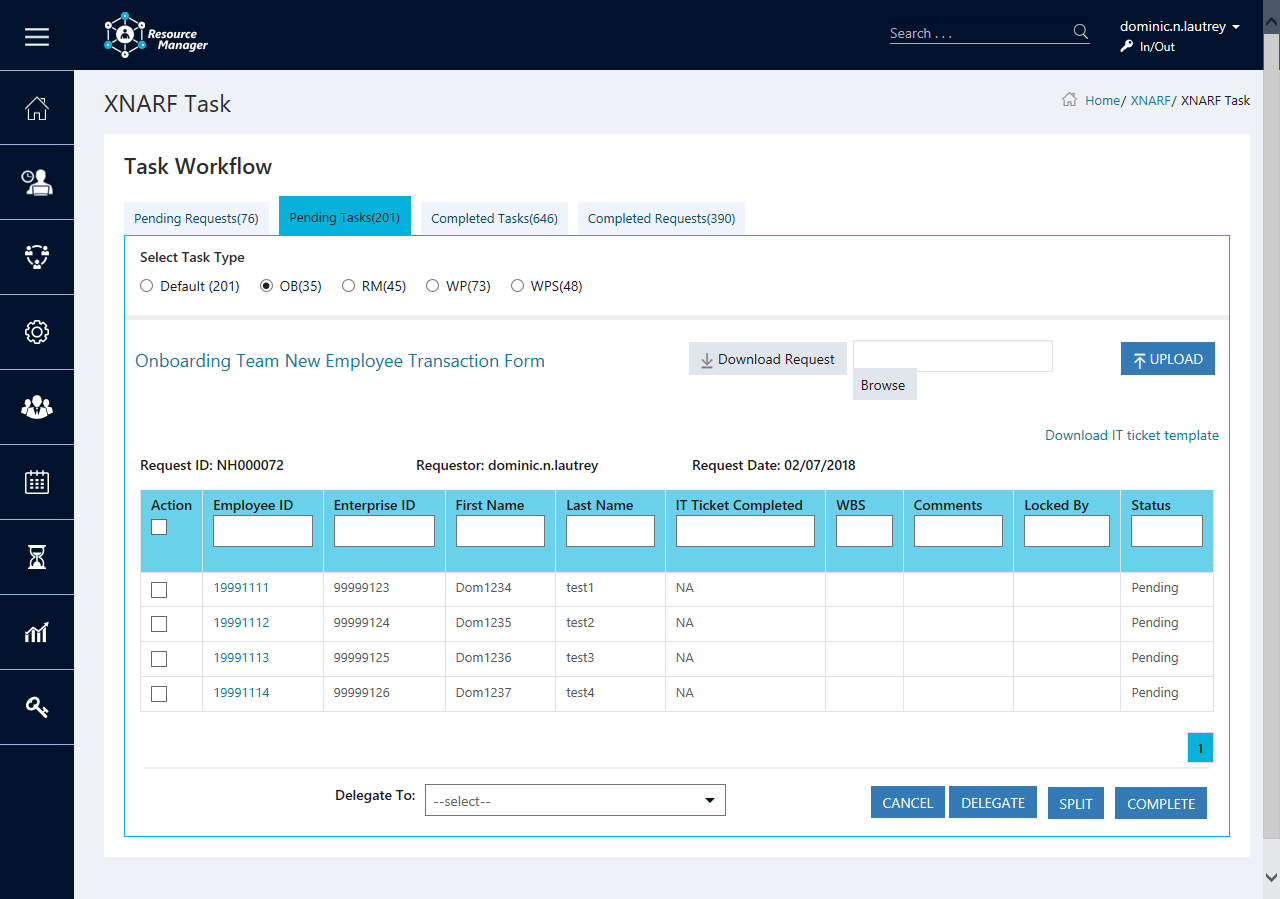 Resource
Manager
Search . . .
dominic.n.lautrey
In/Out
XNARF Task
Home/ XNARF/ XNARF Task
Task Workflow
Pending Requests(76) Pending Tasks(201) Completed Tasks(646) Completed Requests(390)
Select Task Type
Default (201) OB(35) RM(45) WP(73) WPS(48)
Onboarding Team New Employee Transaction Form
Download Request
Browse
UPLOAD
Download IT ticket template
Request ID: NH000072 Requestor: dominic.n.lautrey Request Date: 02/07/2018
Action Employee ID Enterprise ID First Name Last Name IT Ticket Completed WBS Comments Locked By Status
19991111 99999123 Dom1234 test1 NA Pending
19991112 99999124 Dom1235 test2 NA Pending
19991113 99999125 Dom1236 test3 NA Pending
19991114 99999126 Dom1237 test4 NA Pending
1
Delegate To: --select-- CANCEL DELEGATE SPLIT COMPLETE